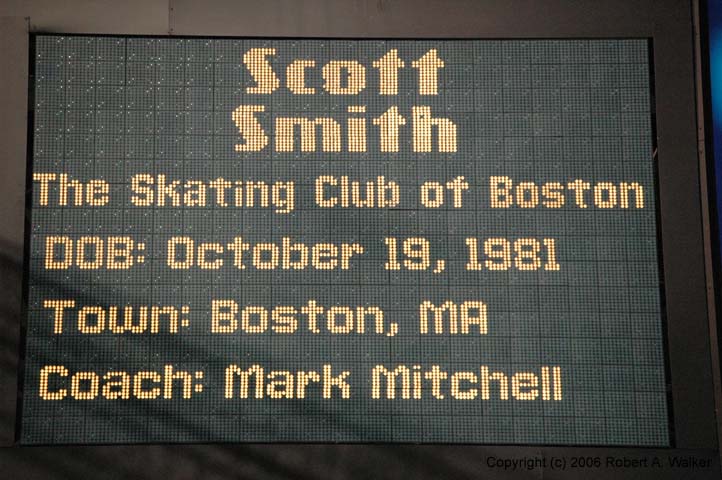 Scott
Smith
The Skating Club of Boston
DOB: October 19, 1981
Town: Boston, MA
Coach: Mark Mitchell
Copyright (c) 2006 Robert A. Walker